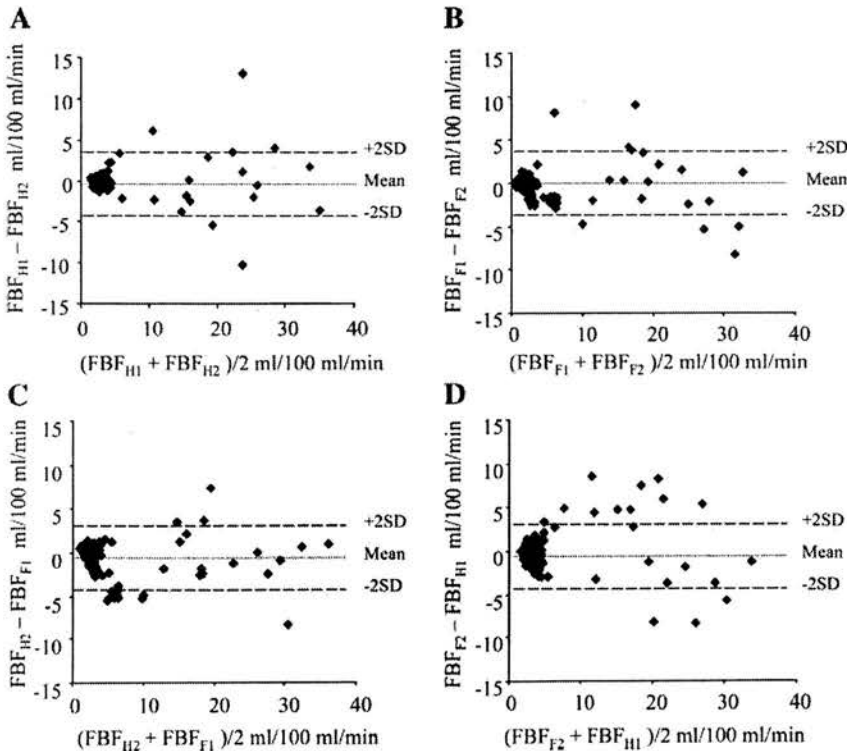 A
FBF_H1 – FBF_H2 ml/100 ml/min
15
10
5
0
-5
-10
-15
+2SD
Mean
-2SD
0 10 20 30 40
(FBF_H1 + FBF_H2)/2 ml/100 ml/min
B
FBF_F1 – FBF_F2 ml/100 ml/min
15
10
5
0
-5
-10
-15
+2SD
Mean
-2SD
0 10 20 30 40
(FBF_F1 + FBF_F2)/2 ml/100 ml/min
C
FBF_H2 – FBF_F1 ml/100 ml/min
15
10
5
0
-5
-10
-15
+2SD
Mean
-2SD
0 10 20 30 40
(FBF_H2 + FBF_F1)/2 ml/100 ml/min
D
FBF_F2 – FBF_H1 ml/100 ml/min
15
10
5
0
-5
-10
-15
+2SD
Mean
-2SD
0 10 20 30 40
(FBF_F2 + FBF_H1)/2 ml/100 ml/min